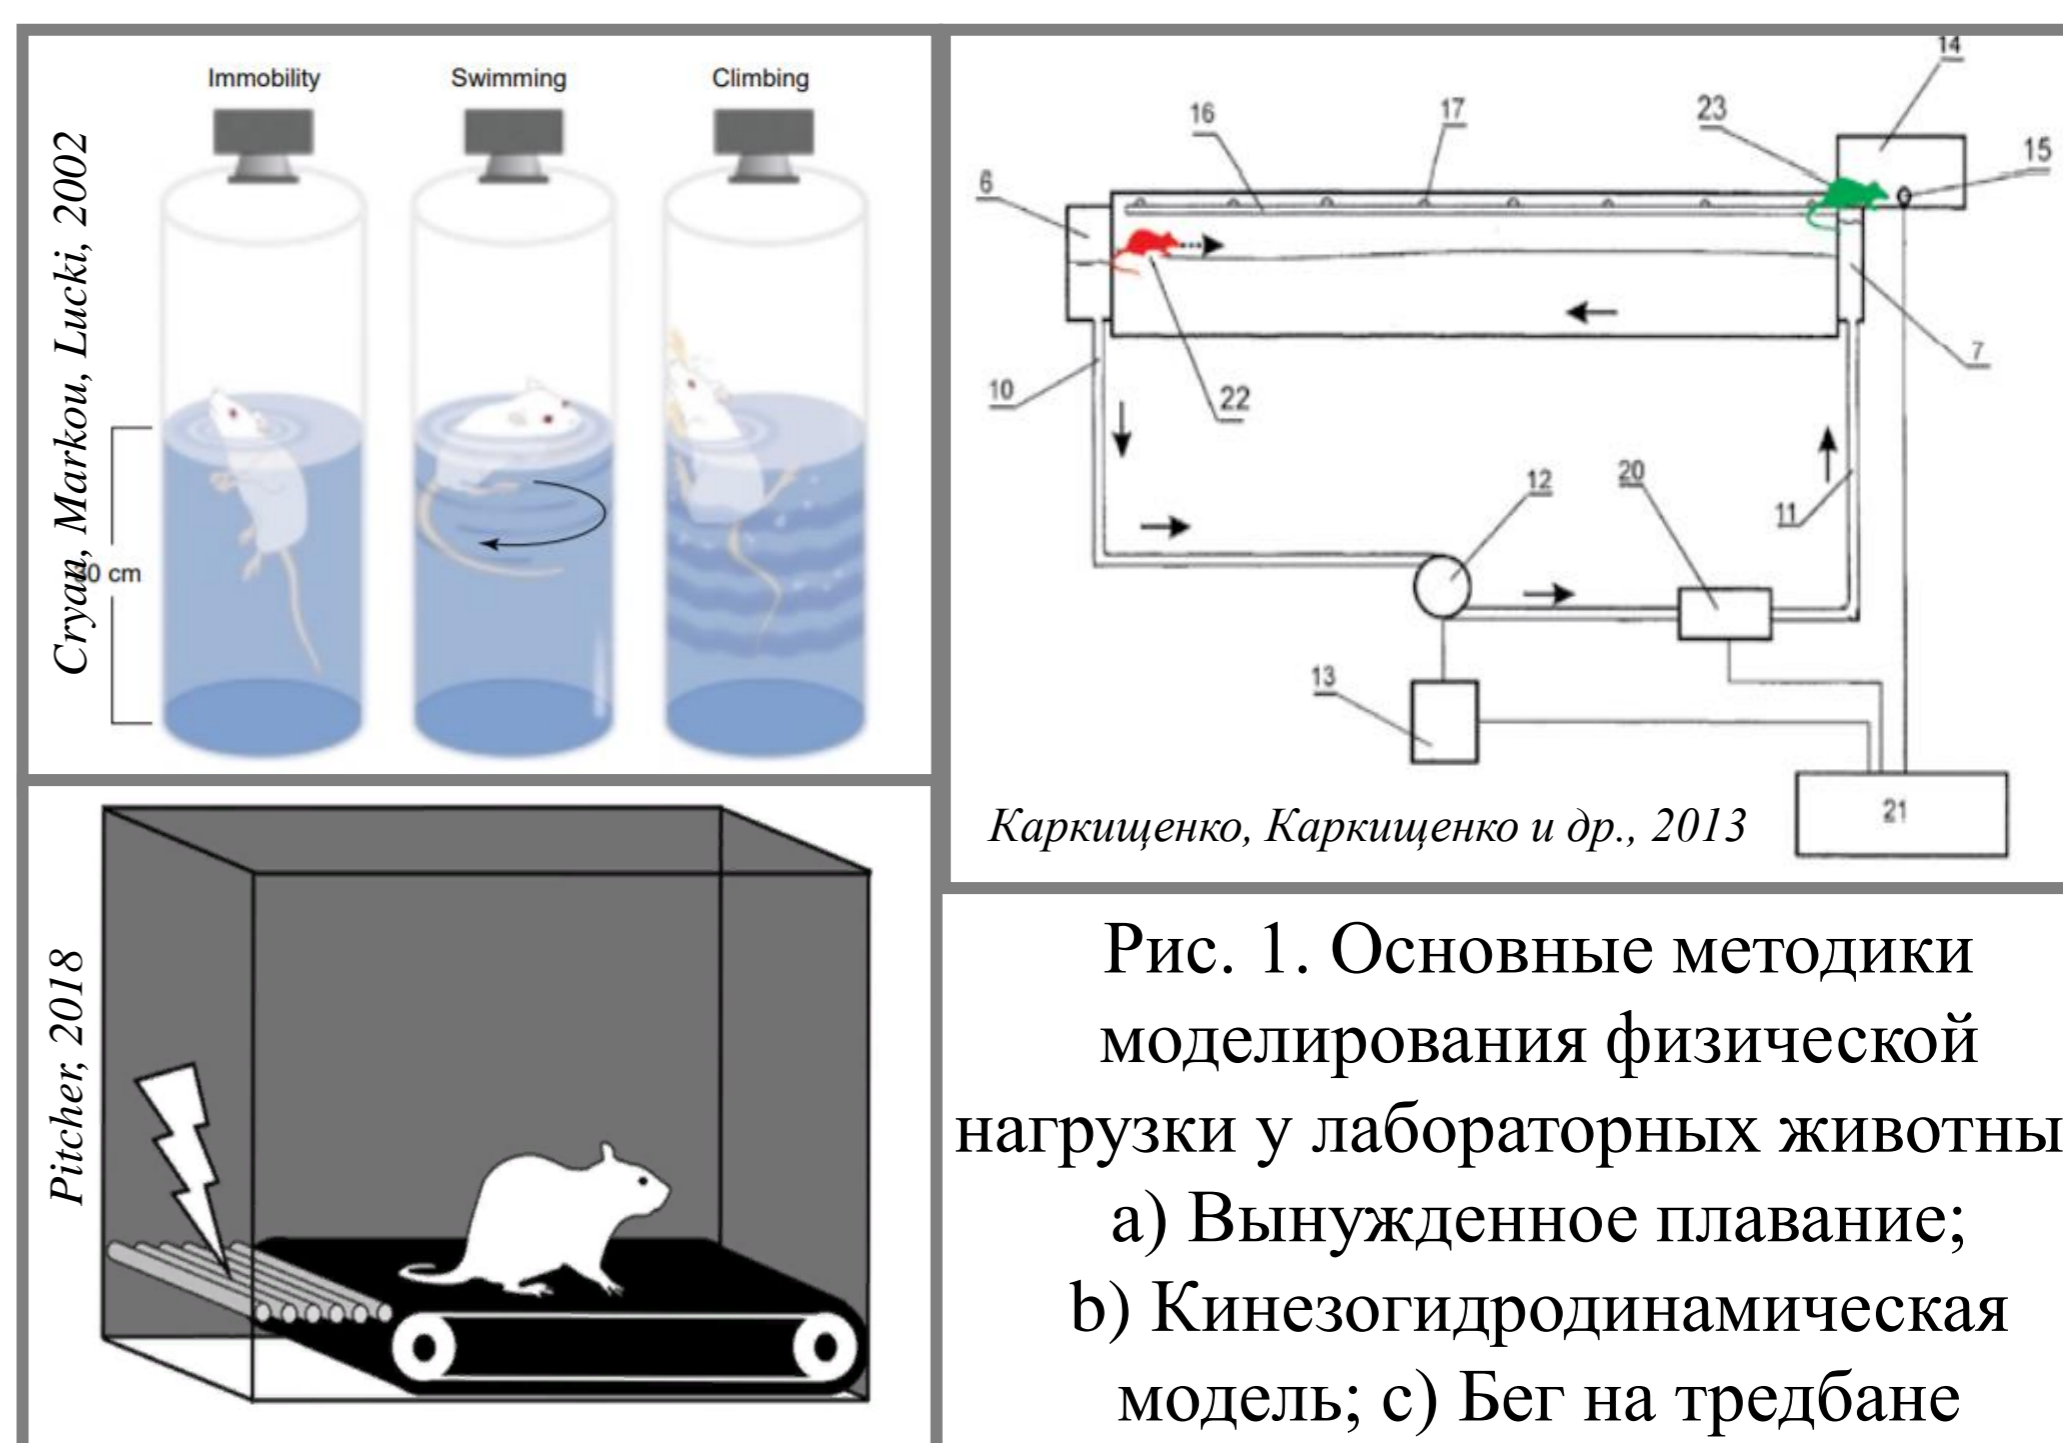 Immobility
Swimming
Climbing
Cryan, Markou, Lucki, 2002
30 cm
14
16
17
23
15
6
7
10
22
12
20
11
13
21
Каркищенко, Каркищенко и др., 2013
Pitcher, 2018
Рис. 1. Основные методики
моделирования физической
нагрузки у лабораторных животны
a) Вынужденное плавание;
b) Кинезогидродинамическая
модель; c) Бег на тредбане